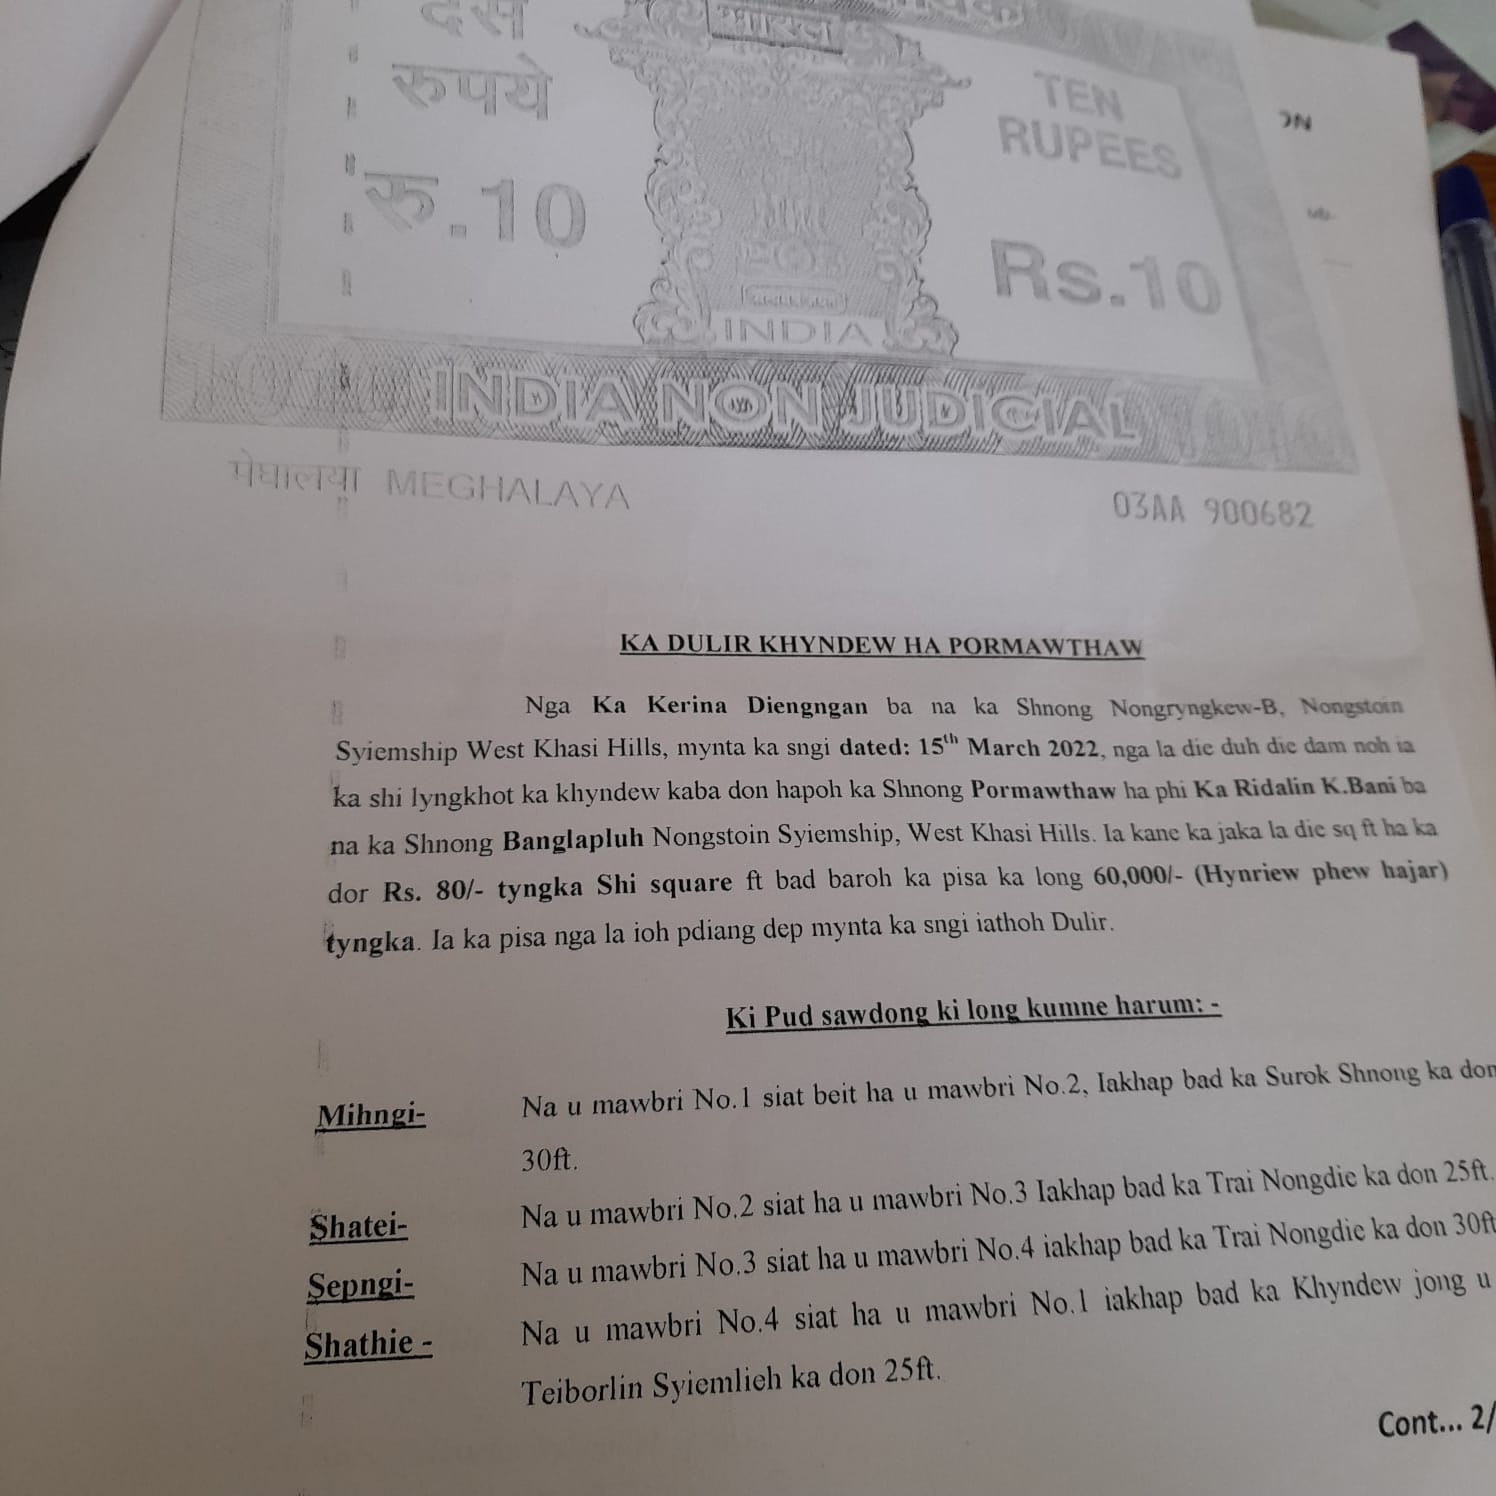 दस
रुपये
रु.10
भारत
TEN
RUPEES
Rs.10
INDIA
INDIA NON JUDICIAL
मेघालया MEGHALAYA
03AA 900682
KA DULIR KHYNDEW HA PORMAWTHAW
Nga Ka Kerina Diengngan ba na ka Shnong Nongryngkew-B, Nongstoin
Syiemship West Khasi Hills, mynta ka sngi dated: 15th March 2022, nga la die duh die dam noh ia
ka shi lyngkhot ka khyndew kaba don hapoh ka Shnong Pormawthaw ha phi Ka Ridalin K.Bani ba
na ka Shnong Banglapluh Nongstoin Syiemship, West Khasi Hills. Ia kane ka jaka la die sq ft ha ka
dor Rs. 80/- tyngka Shi square ft bad baroh ka pisa ka long 60,000/- (Hynriew phew hajar)
tyngka. Ia ka pisa nga la ioh pdiang dep mynta ka sngi iathoh Dulir.
Ki Pud sawdong ki long kumne harum: -
Mihngi- Na u mawbri No.1 siat beit ha u mawbri No.2, Iakhap bad ka Surok Shnong ka don
30ft.
Shatei- Na u mawbri No.2 siat ha u mawbri No.3 Iakhap bad ka Trai Nongdie ka don 25ft.
Sepngi- Na u mawbri No.3 siat ha u mawbri No.4 iakhap bad ka Trai Nongdie ka don 30ft
Shathie - Na u mawbri No.4 siat ha u mawbri No.1 iakhap bad ka Khyndew jong u
Teiborlin Syiemlieh ka don 25ft.
Cont... 2/